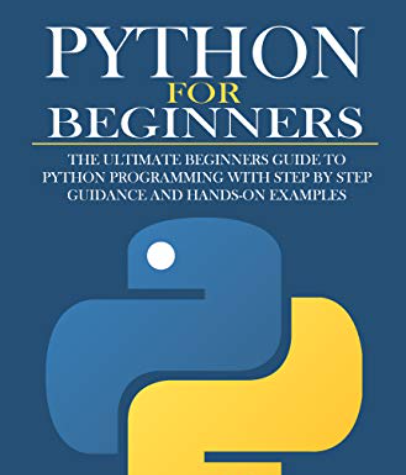 PYTHON
FOR
BEGINNERS
THE ULTIMATE BEGINNERS GUIDE TO
PYTHON PROGRAMMING WITH STEP BY STEP
GUIDANCE AND HANDS-ON EXAMPLES